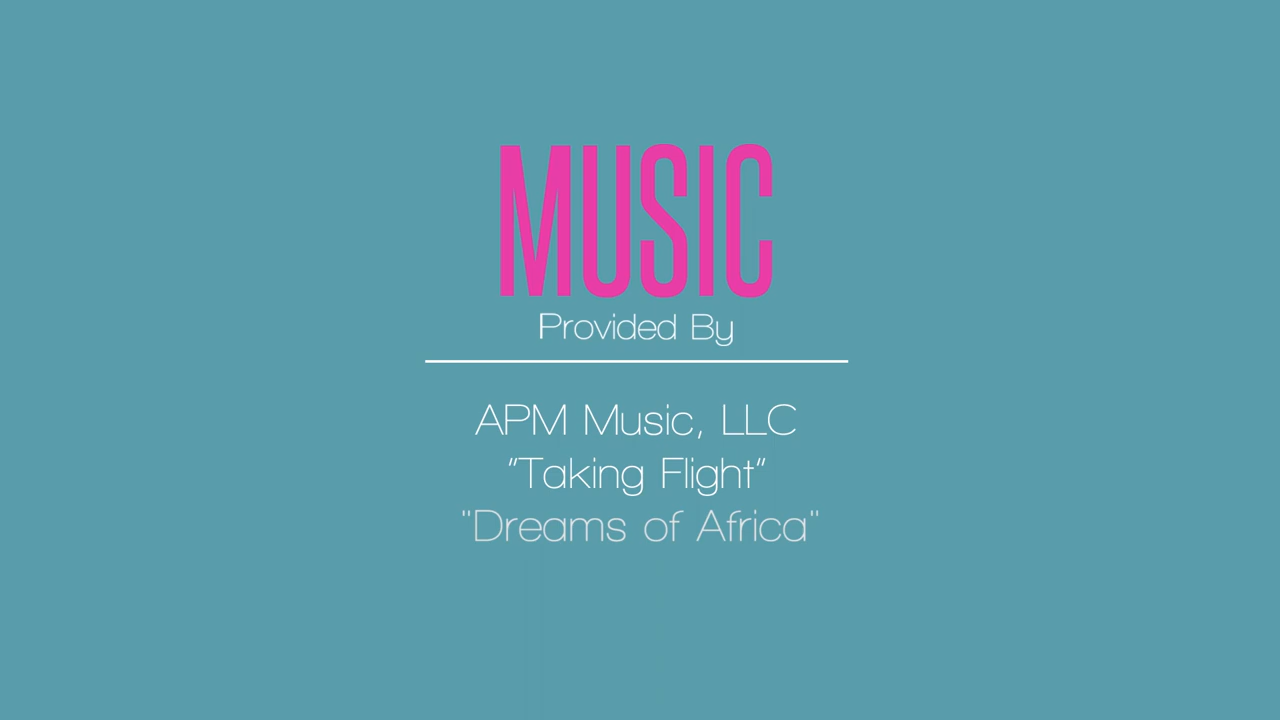 MUSIC
Provided By
APM Music, LLC
"Taking Flight"
"Dreams of Africa"